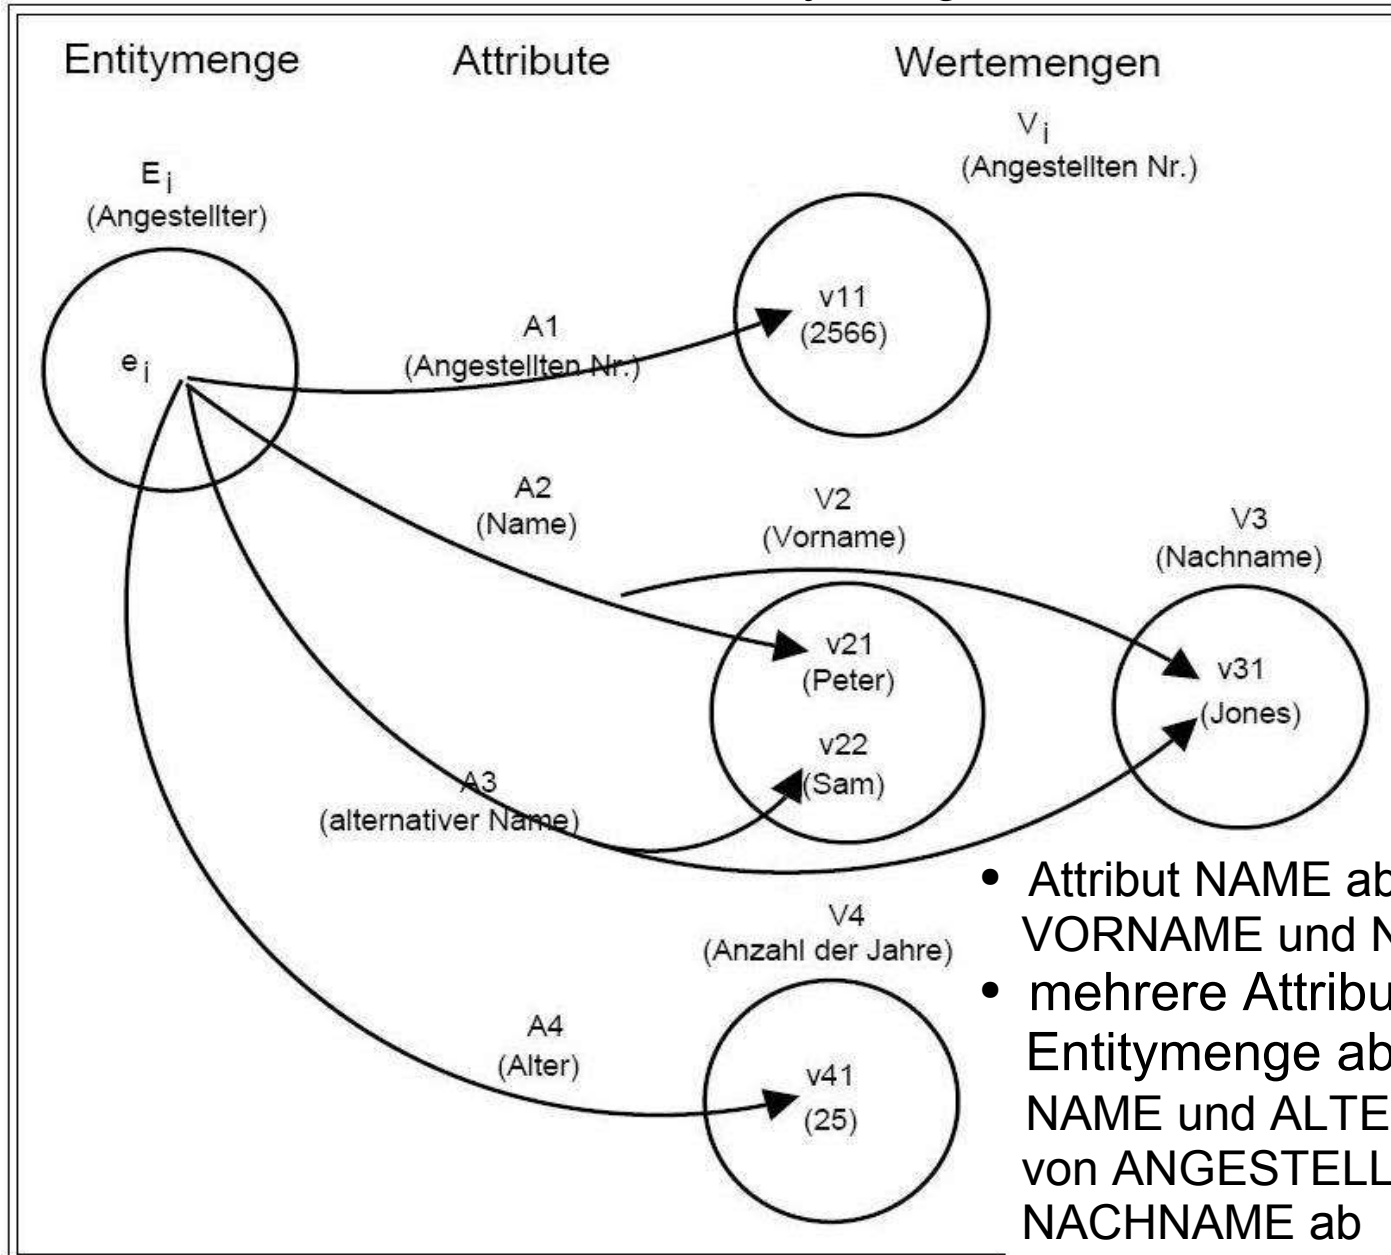 Entitymenge Attribute Wertemengen
V i
(Angestellten Nr.)
E i
(Angestellter)
v11
(2566)
A1
(Angestellten Nr.)
e i
A2
(Name)
V2
(Vorname)
V3
(Nachname)
v21
(Peter)
v31
(Jones)
v22
(Sam)
A3
(alternativer Name)
• Attribut NAME ab
VORNAME und N
• mehrere Attribu
Entitymenge ab
NAME und ALTE
von ANGESTELL
NACHNAME ab
V4
(Anzahl der Jahre)
A4
(Alter)
v41
(25)